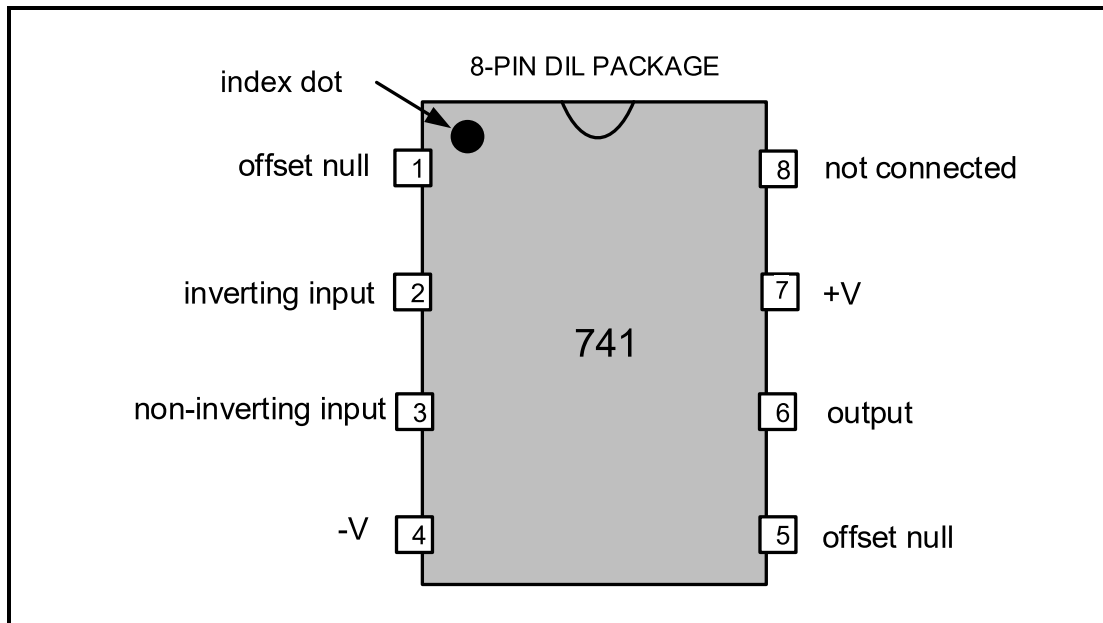 8-PIN DIL PACKAGE
index dot
offset null
1
8
not connected
inverting input
2
7
+V
741
non-inverting input
3
6
output
-V
4
5
offset null